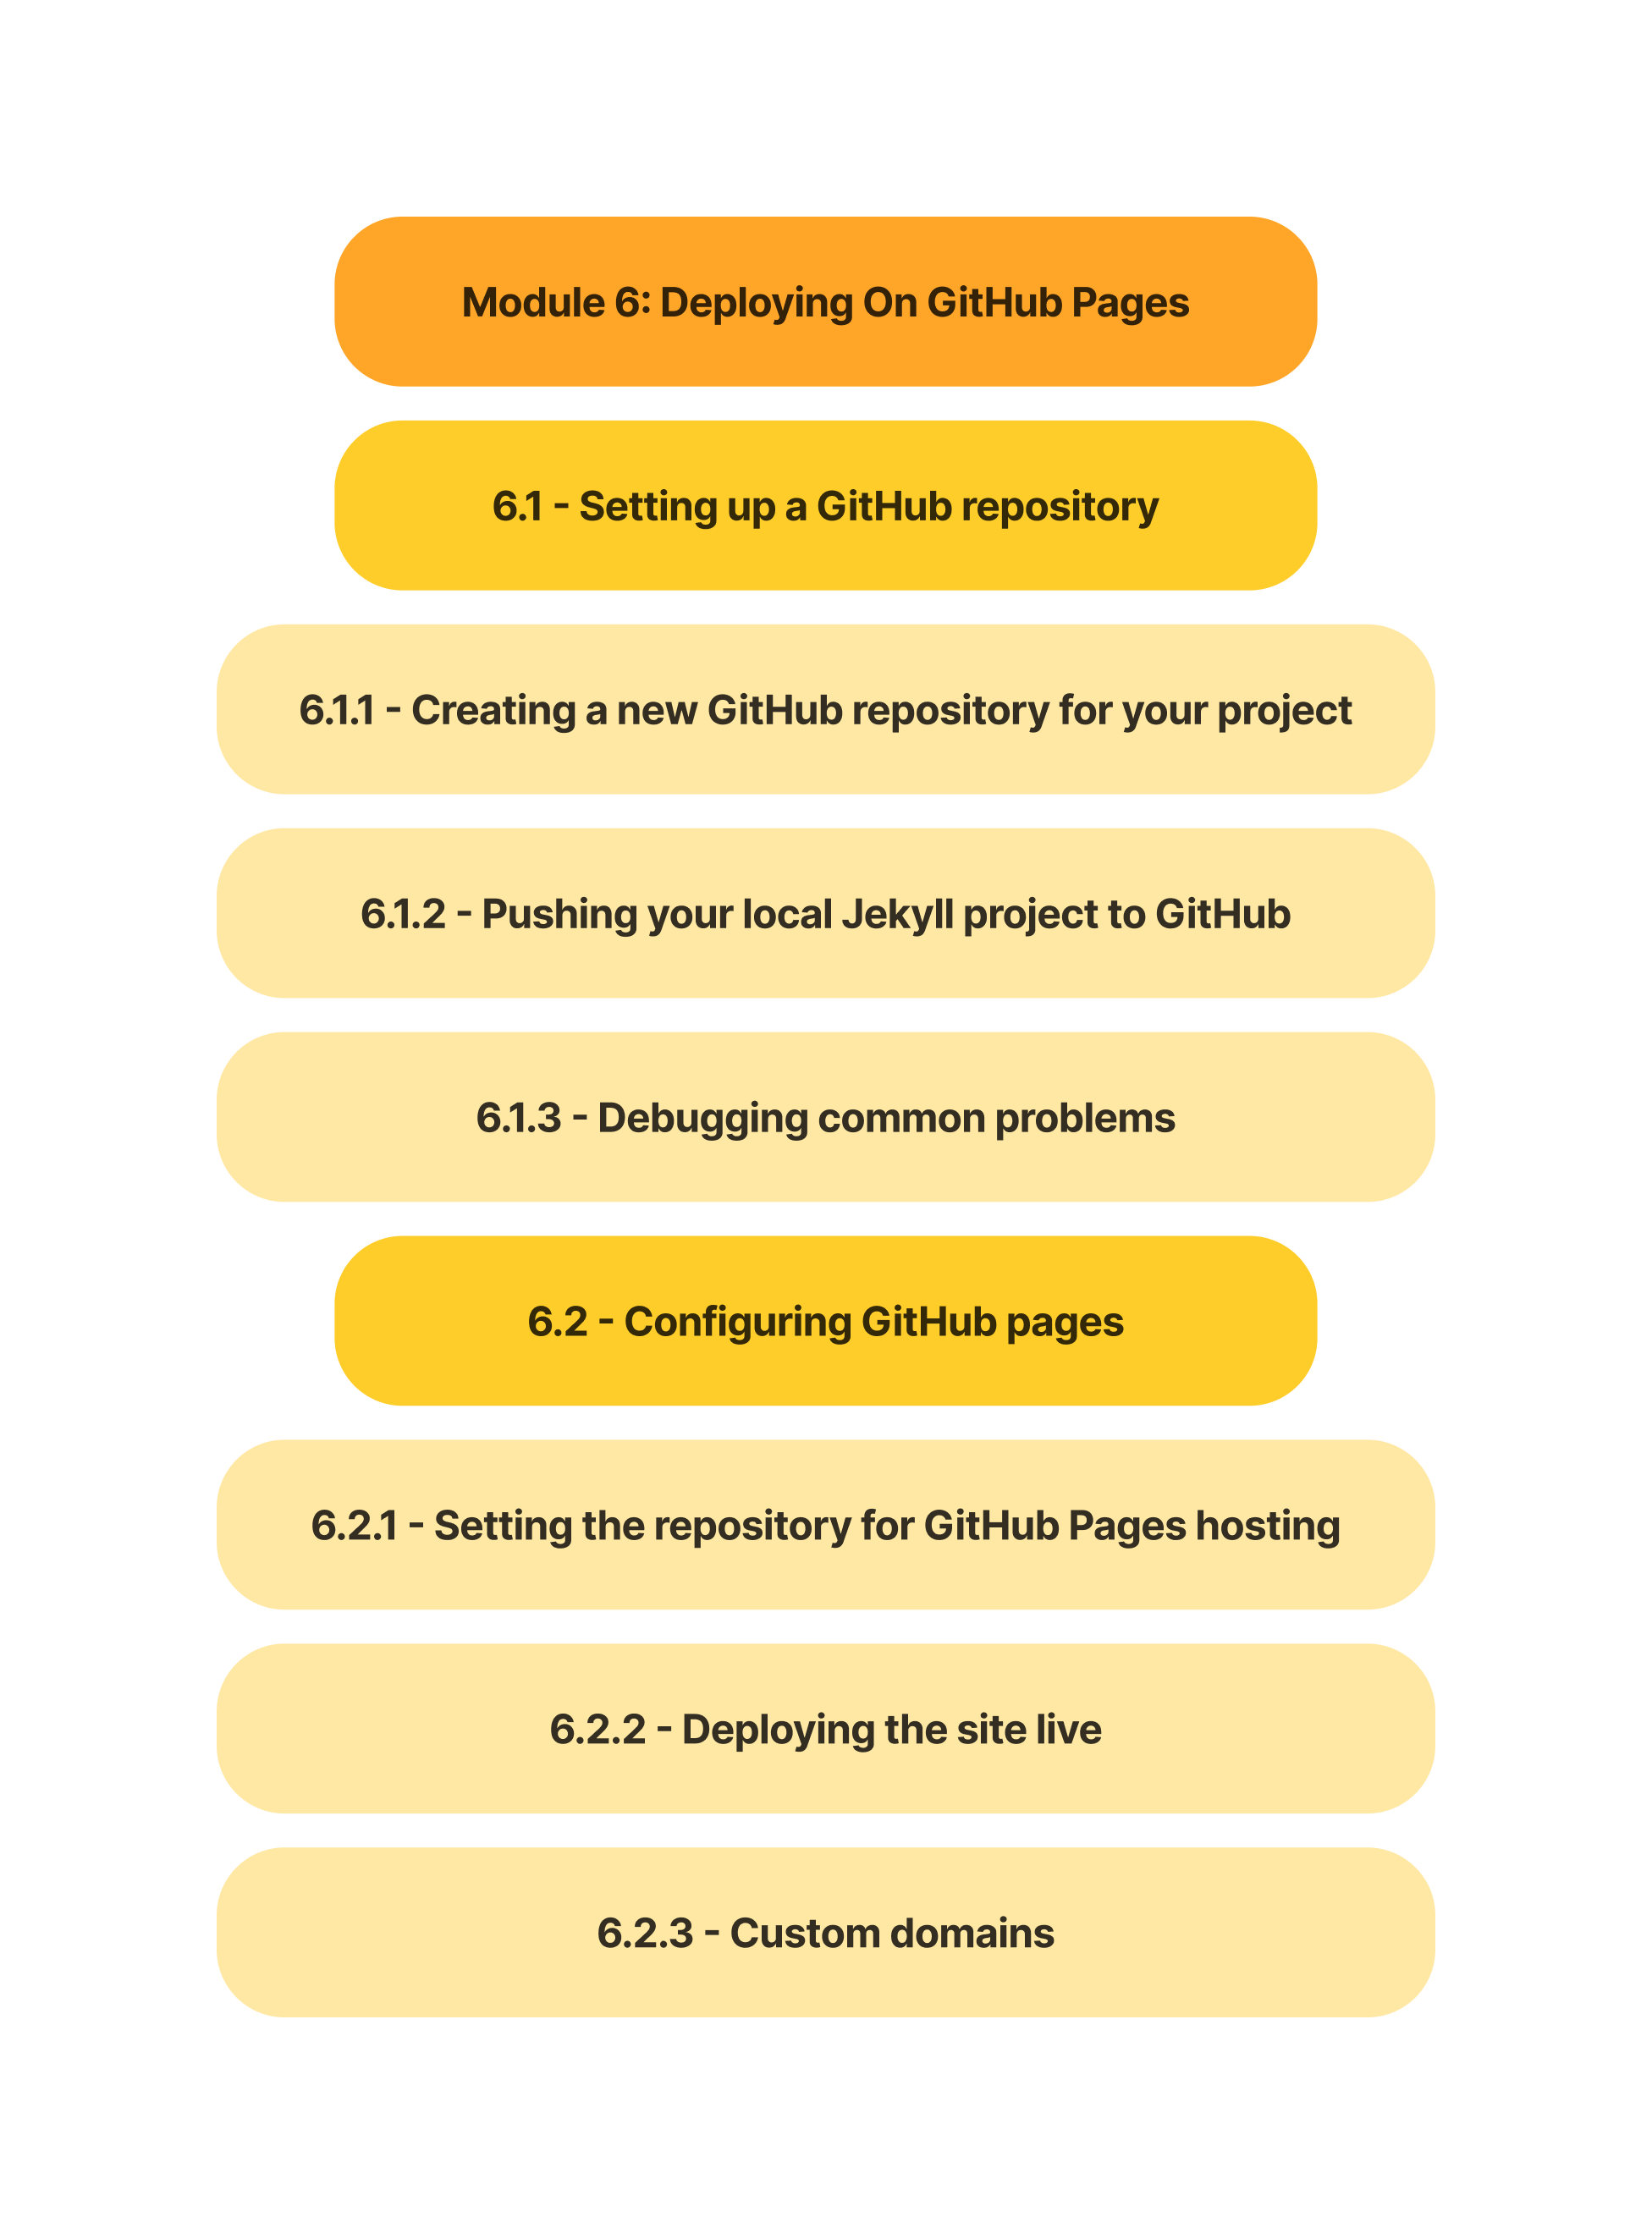 Module 6: Deploying On GitHub Pages
6.1 - Setting up a GitHub repository
6.1.1 - Creating a new GitHub repository for your project
6.1.2 - Pushing your local Jekyll project to GitHub
6.1.3 - Debugging common problems
6.2 - Configuring GitHub pages
6.2.1 - Setting the repository for GitHub Pages hosting
6.2.2 - Deploying the site live
6.2.3 - Custom domains